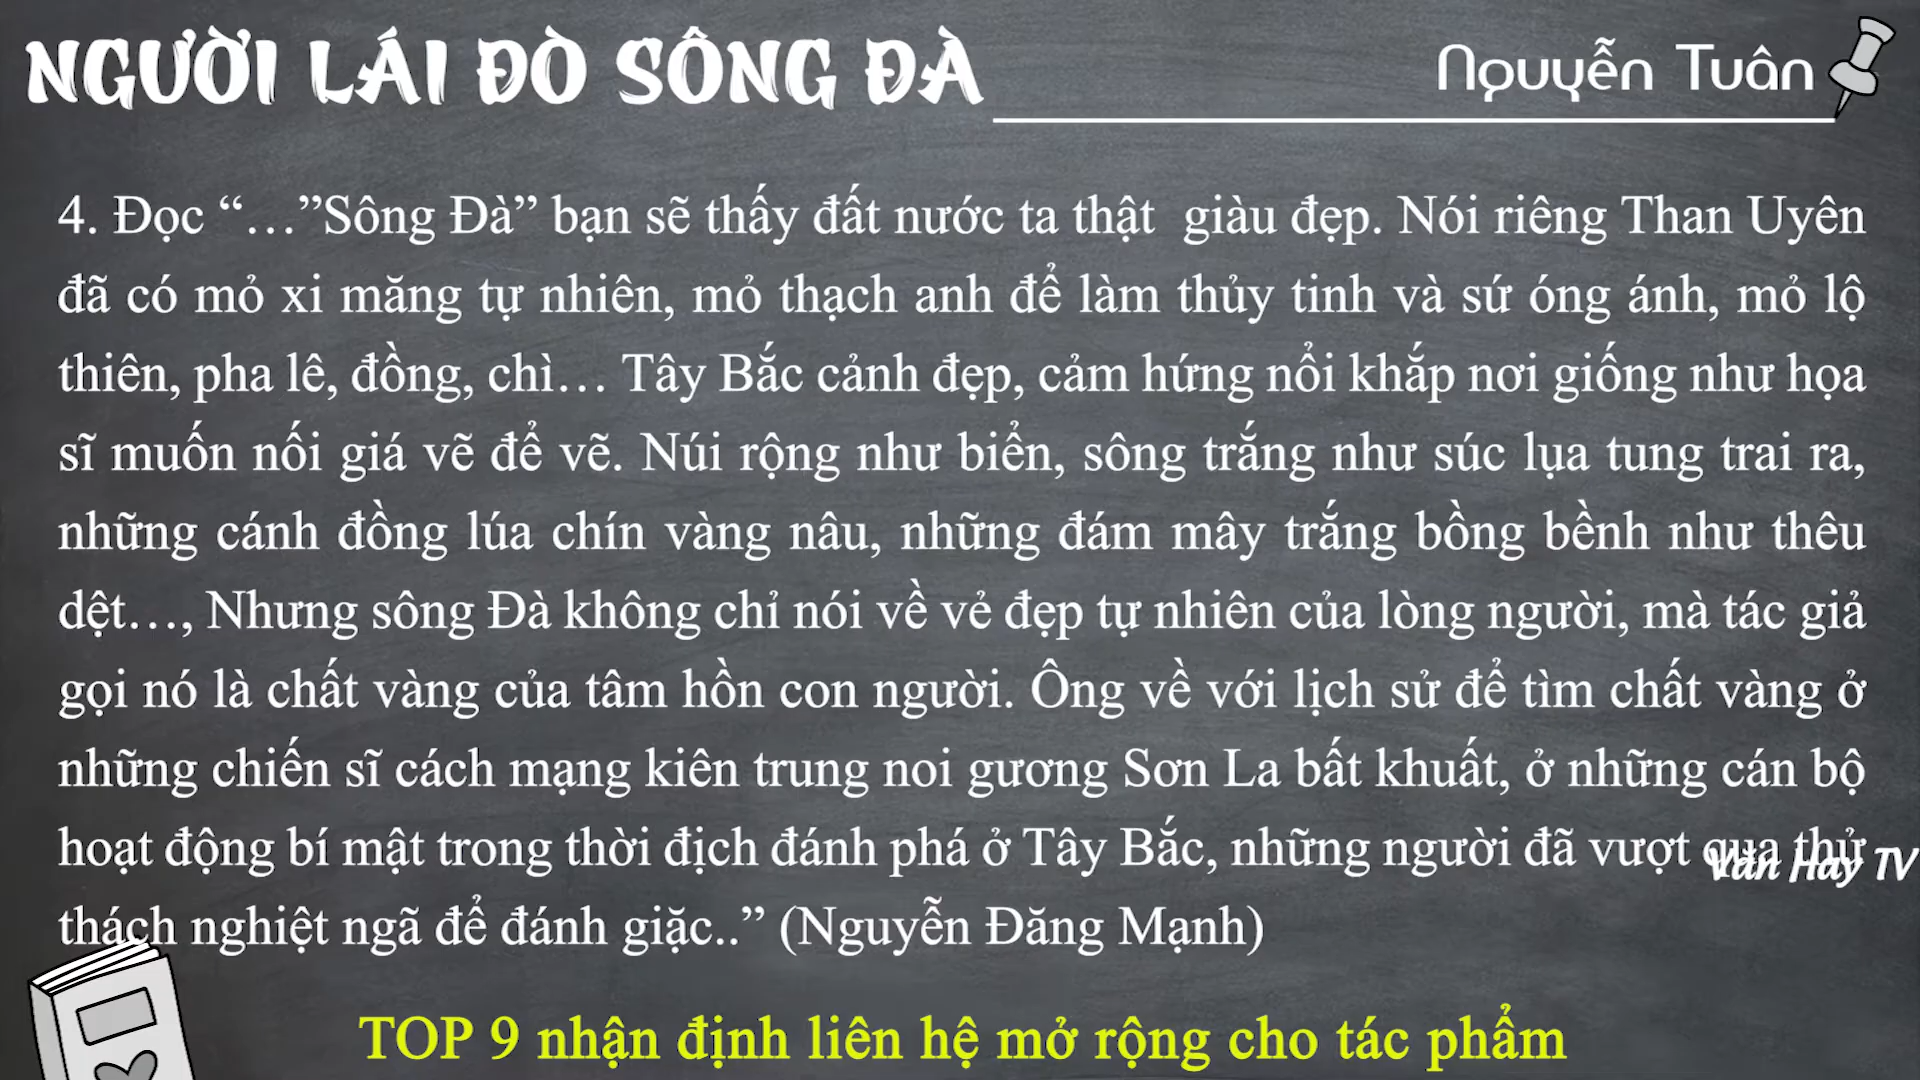 NGƯỜI LÁI ĐÒ SÔNG ĐÀ
Nguyễn Tuân
4. Đọc “…”Sông Đà” bạn sẽ thấy đất nước ta thật giàu đẹp. Nói riêng Than Uyên
đã có mỏ xi măng tự nhiên, mỏ thạch anh để làm thủy tinh và sứ óng ánh, mỏ lộ
thiên, pha lê, đồng, chì… Tây Bắc cảnh đẹp, cảm hứng nổi khắp nơi giống như họa
sĩ muốn nối giá vẽ để vẽ. Núi rộng như biển, sông trắng như súc lụa tung trai ra,
những cánh đồng lúa chín vàng nâu, những đám mây trắng bồng bềnh như thêu
dệt…, Nhưng sông Đà không chỉ nói về vẻ đẹp tự nhiên của lòng người, mà tác giả
gọi nó là chất vàng của tâm hồn con người. Ông về với lịch sử để tìm chất vàng ở
những chiến sĩ cách mạng kiên trung noi gương Sơn La bất khuất, ở những cán bộ
hoạt động bí mật trong thời địch đánh phá ở Tây Bắc, những người đã vượt qua thử
Văn Hay TV
thách nghiệt ngã để đánh giặc..” (Nguyễn Đăng Mạnh)
TOP 9 nhận định liên hệ mở rộng cho tác phẩm